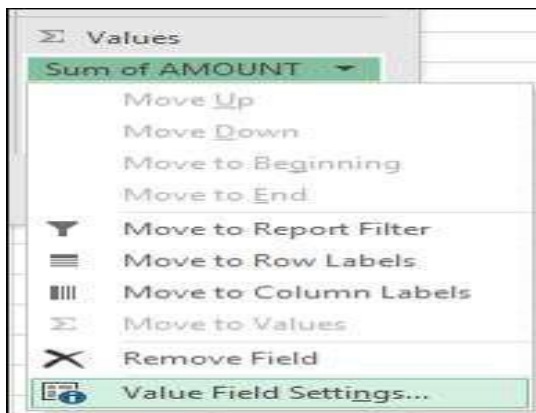 Σ Values
Sum of AMOUNT
Move Up
Move Down
Move to Beginning
Move to End
Move to Report Filter
Move to Row Labels
Move to Column Labels
Σ Move to Values
Remove Field
Value Field Settings...